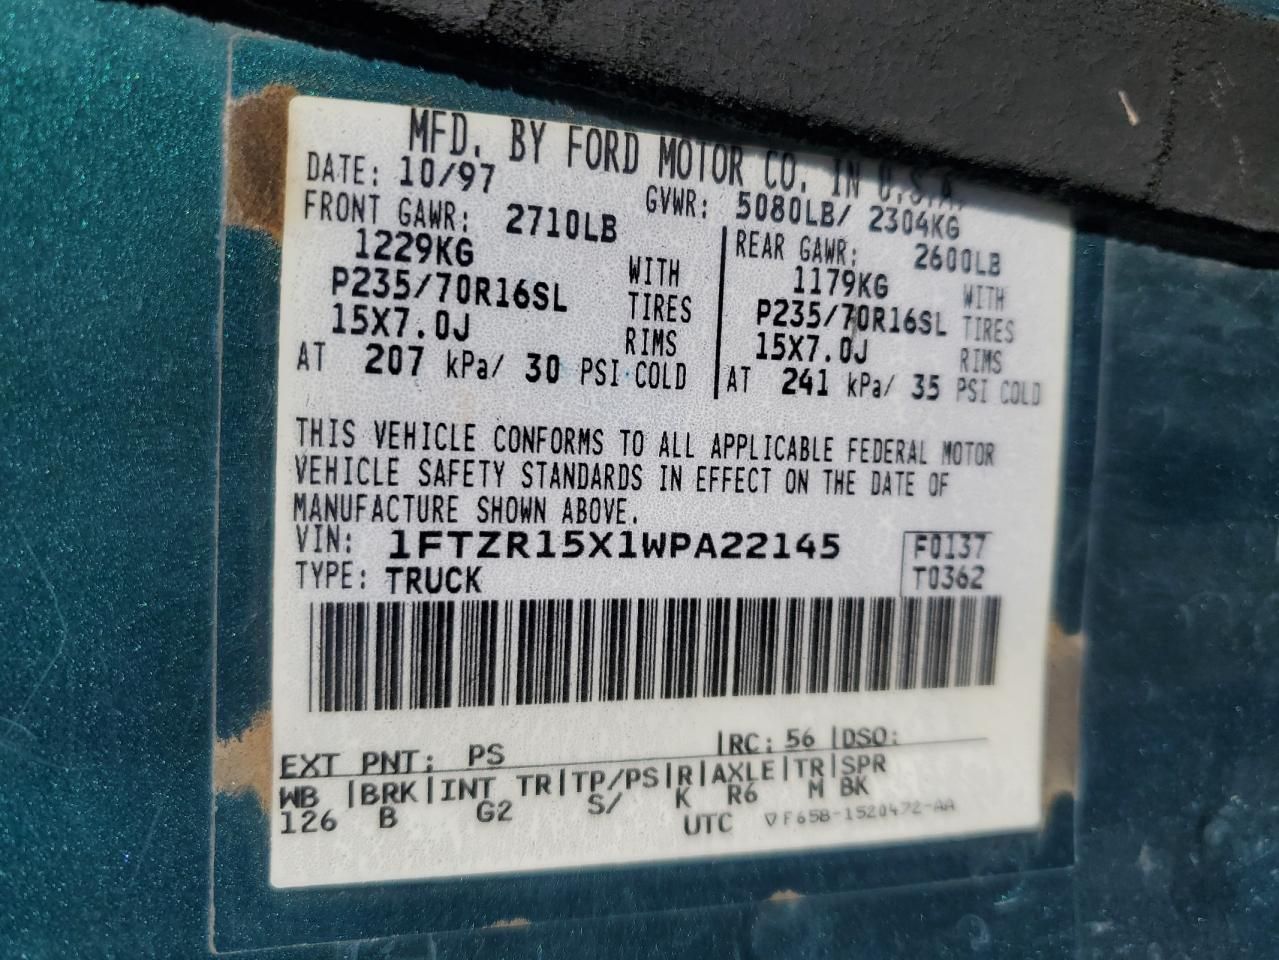 MFD. BY FORD MOTOR CO. IN U.S.A.
DATE: 10/97 GVWR: 5080LB/ 2304KG
FRONT GAWR: 2710LB
1229KG WITH
P235/70R16SL TIRES
15X7.0J RIMS
AT 207 kPa/ 30 PSI COLD
REAR GAWR: 2600LB
1179KG WITH
P235/70R16SL TIRES
15X7.0J RIMS
AT 241 kPa/ 35 PSI COLD
THIS VEHICLE CONFORMS TO ALL APPLICABLE FEDERAL MOTOR
VEHICLE SAFETY STANDARDS IN EFFECT ON THE DATE OF
MANUFACTURE SHOWN ABOVE.
VIN: 1FTZR15X1WPA22145 F0137
TYPE: TRUCK T0362
EXT PNT: PS |RC: 56 |DSO:
WB |BRK|INT TR|TP/PS|R|AXLE|TR|SPR
126 B G2 S/ K R6 M BK
UTC ▽F65B-1520472-AA